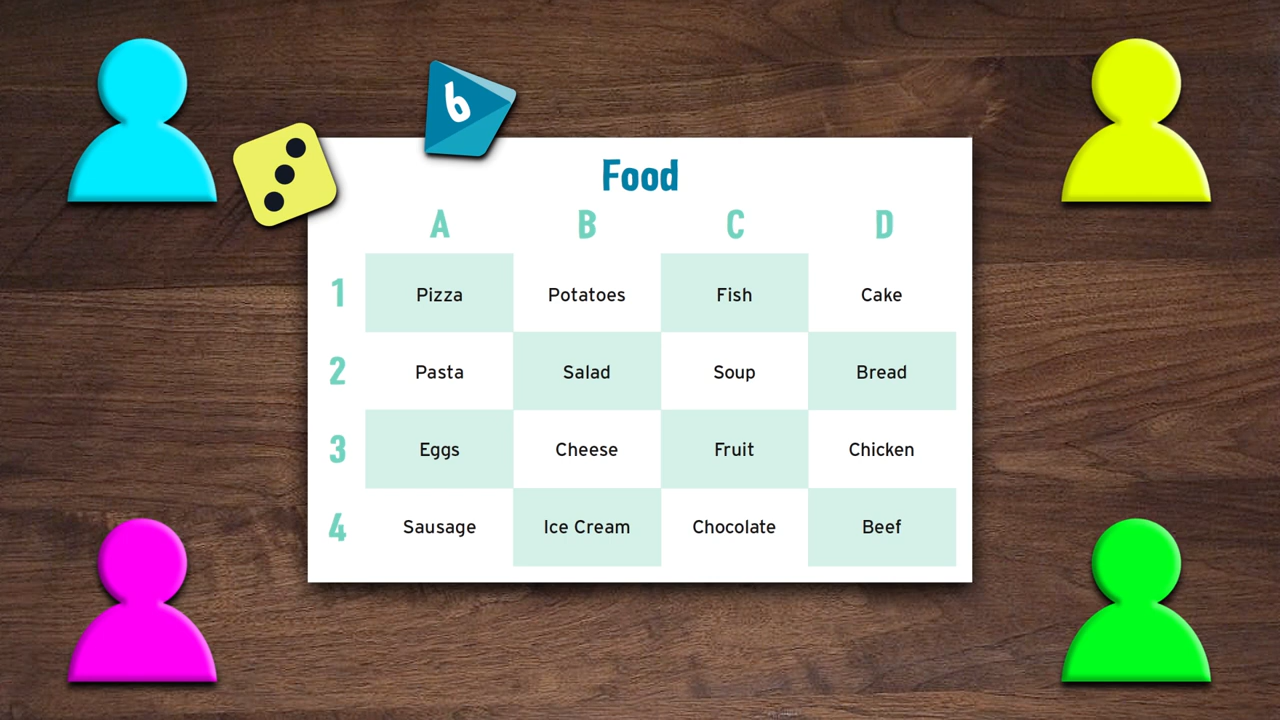 6
Food
A B C D
1 Pizza Potatoes Fish Cake
2 Pasta Salad Soup Bread
3 Eggs Cheese Fruit Chicken
4 Sausage Ice Cream Chocolate Beef